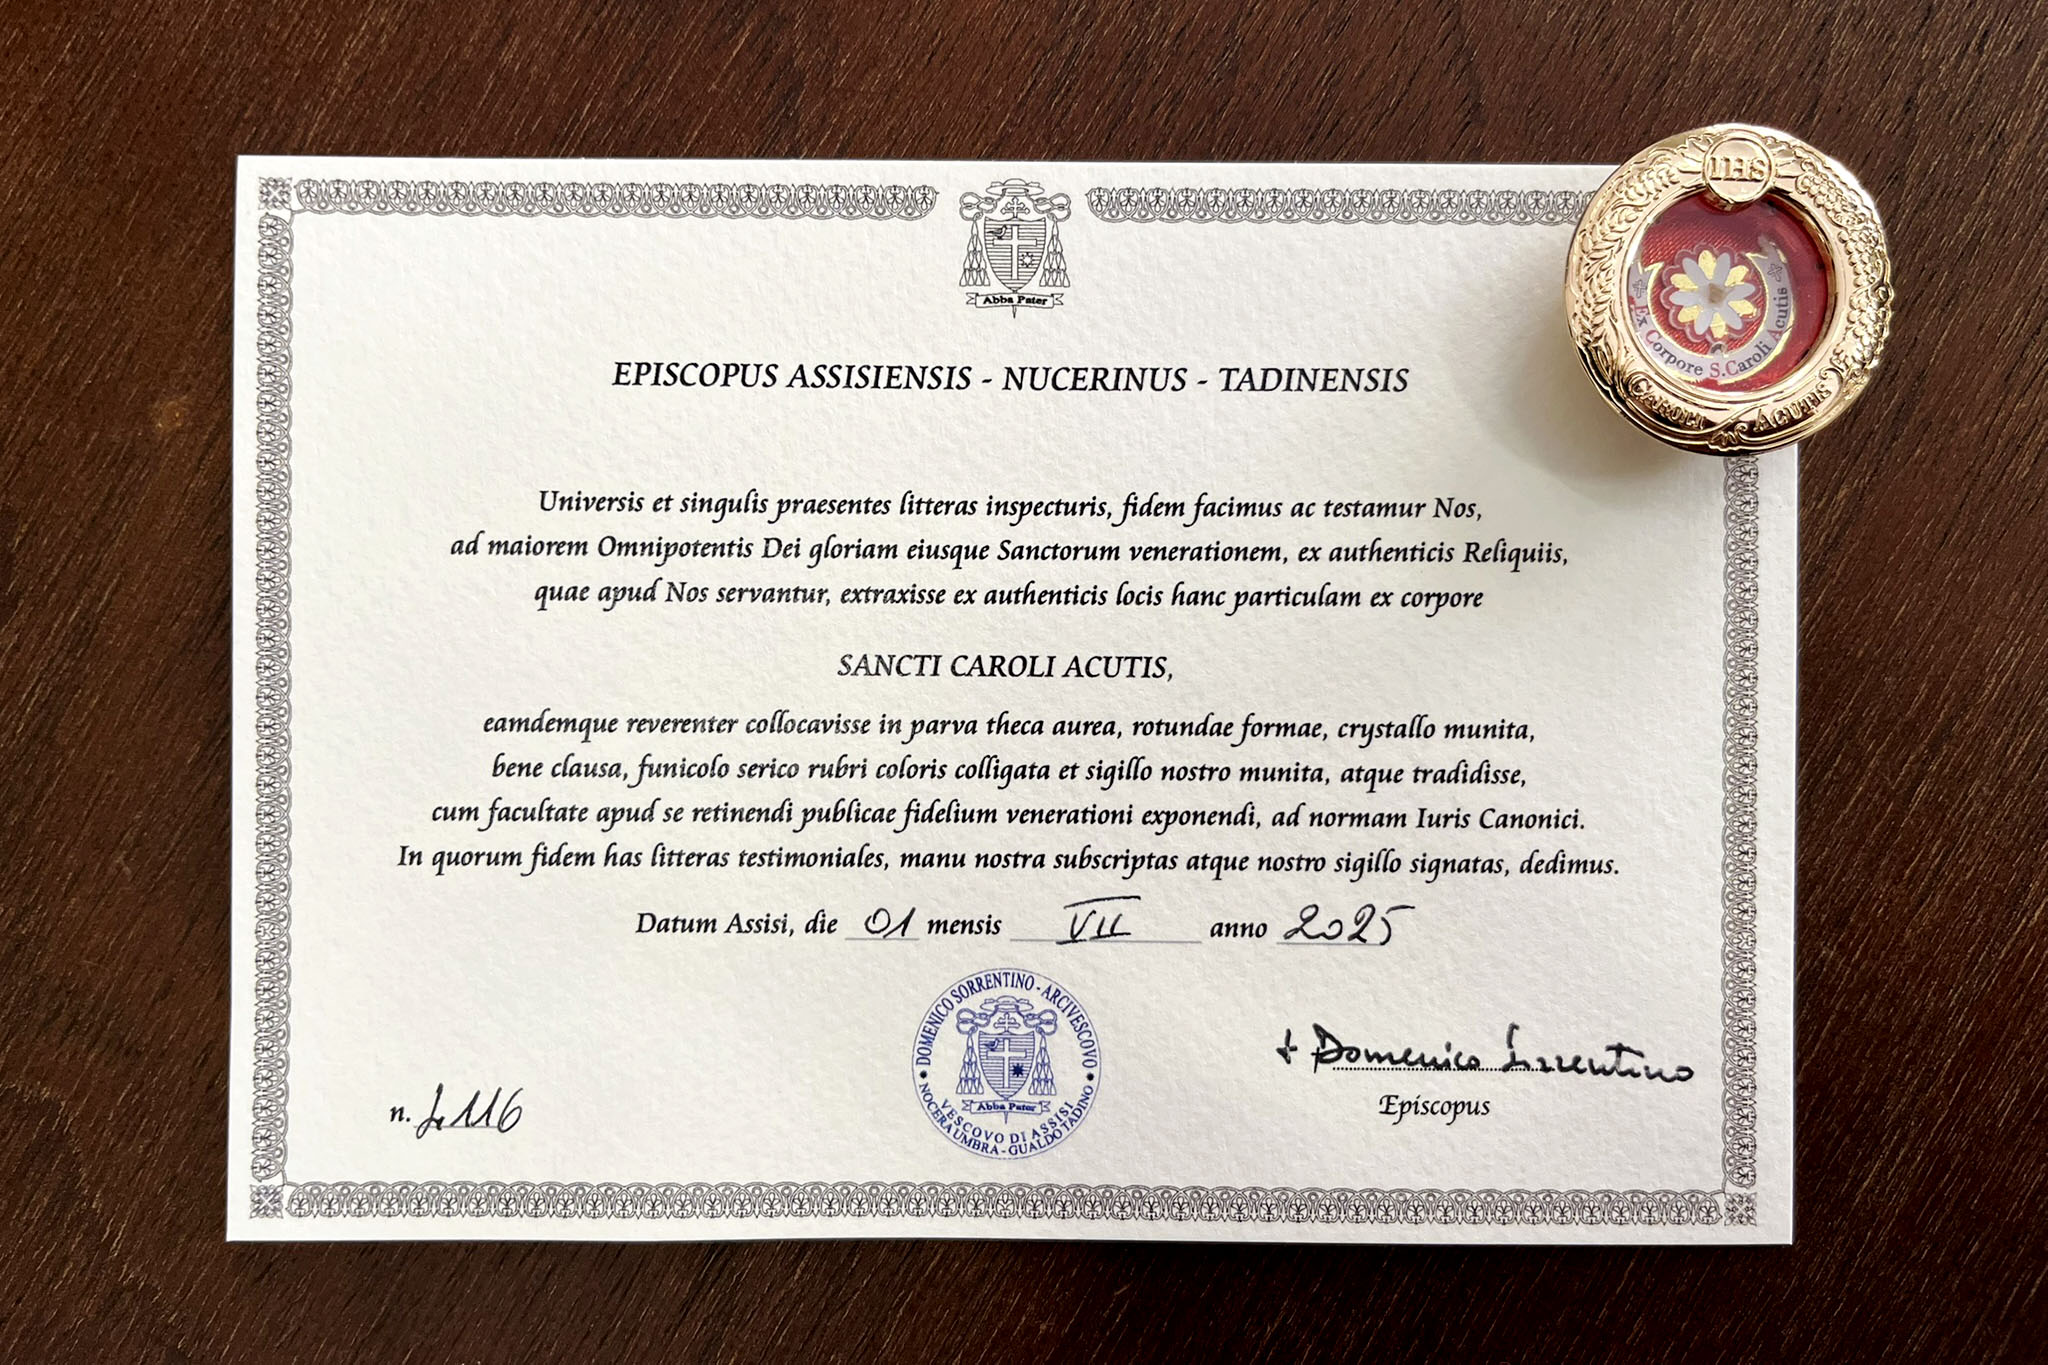 Abba Pater
IHS
Ex Corpore S.Caroli Acutis
CAROLI ACUTIS
EPISCOPUS ASSISIENSIS - NUCERINUS - TADINENSIS
Universis et singulis praesentes litteras inspecturis, fidem facimus ac testamur Nos,
ad maiorem Omnipotentis Dei gloriam eiusque Sanctorum venerationem, ex authenticis Reliquiis,
quae apud Nos servantur, extraxisse ex authenticis locis hanc particulam ex corpore
SANCTI CAROLI ACUTIS,
eamdemque reverenter collocavisse in parva theca aurea, rotundae formae, crystallo munita,
bene clausa, funicolo serico rubri coloris colligata et sigillo nostro munita, atque tradidisse,
cum facultate apud se retinendi publicae fidelium venerationi exponendi, ad normam Iuris Canonici.
In quorum fidem has litteras testimoniales, manu nostra subscriptas atque nostro sigillo signatas, dedimus.
Datum Assisi, die 01 mensis VII anno 2025
DOMENICO SORRENTINO - ARCIVESCOVO
Abba Pater
VESCOVO DI ASSISI
NOCERA UMBRA - GUALDO TADINO
+ Domenico Sorrentino
Episcopus
n.